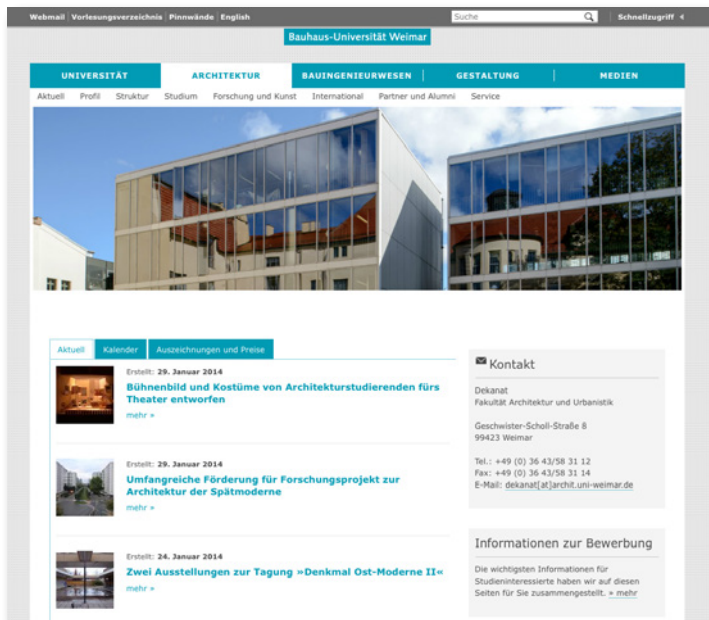 Webmail | Vorlesungsverzeichnis | Pinnwände | English
Suche
Schnellzugriff
Bauhaus-Universität Weimar
UNIVERSITÄT
ARCHITEKTUR
BAUINGENIEURWESEN
GESTALTUNG
MEDIEN
Aktuell Profil Struktur Studium Forschung und Kunst International Partner und Alumni Service
Aktuell
Kalender
Auszeichnungen und Preise
Erstellt: 29. Januar 2014
Bühnenbild und Kostüme von Architekturstudierenden fürs
Theater entworfen
mehr »
Erstellt: 29. Januar 2014
Umfangreiche Förderung für Forschungsprojekt zur
Architektur der Spätmoderne
mehr »
Erstellt: 24. Januar 2014
Zwei Ausstellungen zur Tagung »Denkmal Ost-Moderne II«
mehr »
Kontakt
Dekanat
Fakultät Architektur und Urbanistik
Geschwister-Scholl-Straße 8
99423 Weimar
Tel.: +49 (0) 36 43/58 31 12
Fax: +49 (0) 36 43/58 31 14
E-Mail: dekanat[at]archit.uni-weimar.de
Informationen zur Bewerbung
Die wichtigsten Informationen für
Studieninteressierte haben wir auf diesen
Seiten für Sie zusammengestellt. » mehr